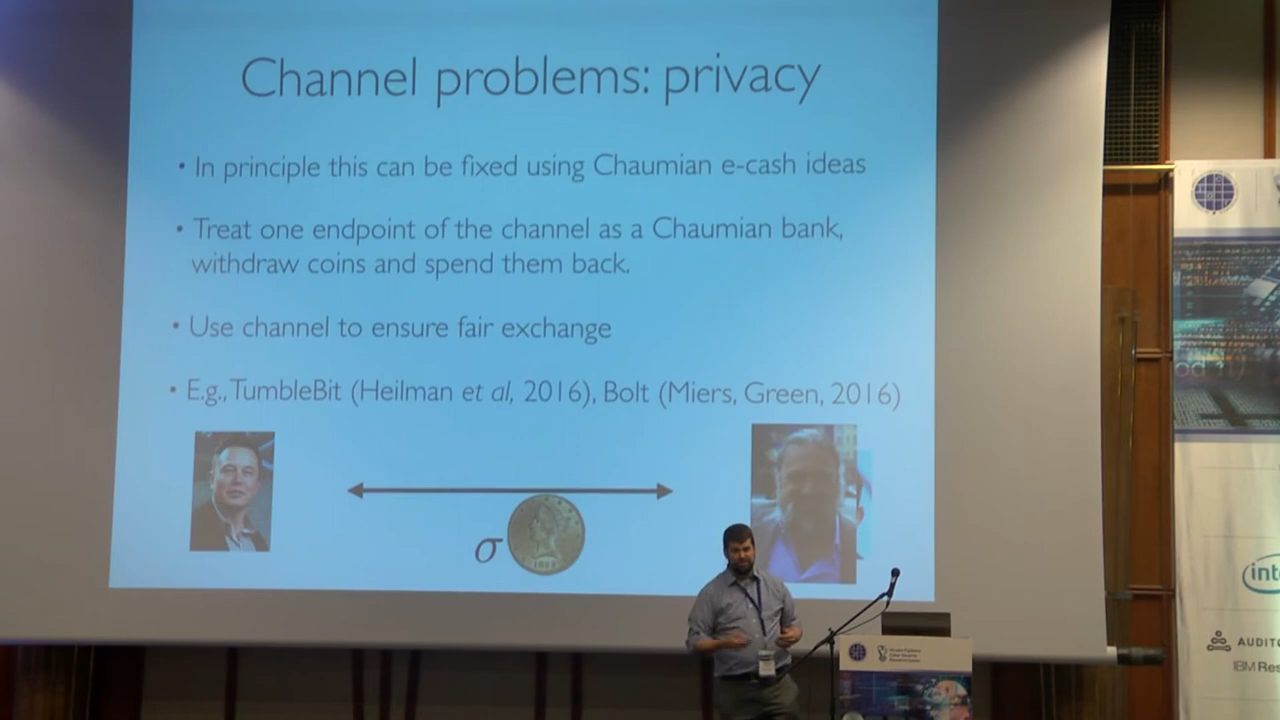 Channel problems: privacy
• In principle this can be fixed using Chaumian e-cash ideas
• Treat one endpoint of the channel as a Chaumian bank,
withdraw coins and spend them back.
• Use channel to ensure fair exchange
• E.g., TumbleBit (Heilman et al, 2016), Bolt (Miers, Green, 2016)
σ
inte
AUDITO
IBM Res